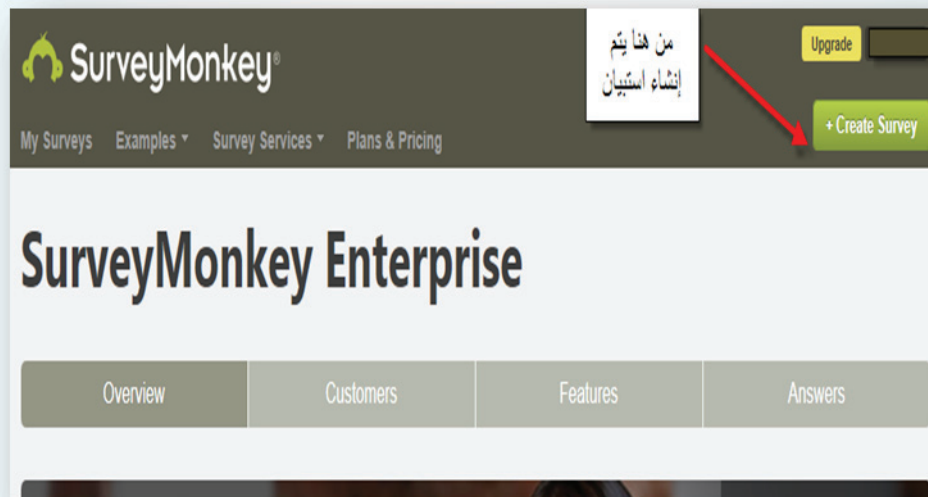 SurveyMonkey®
من هنا يتم
إنشاء استبيان
Upgrade
+ Create Survey
My Surveys Examples Survey Services Plans & Pricing
SurveyMonkey Enterprise
Overview Customers Features Answers